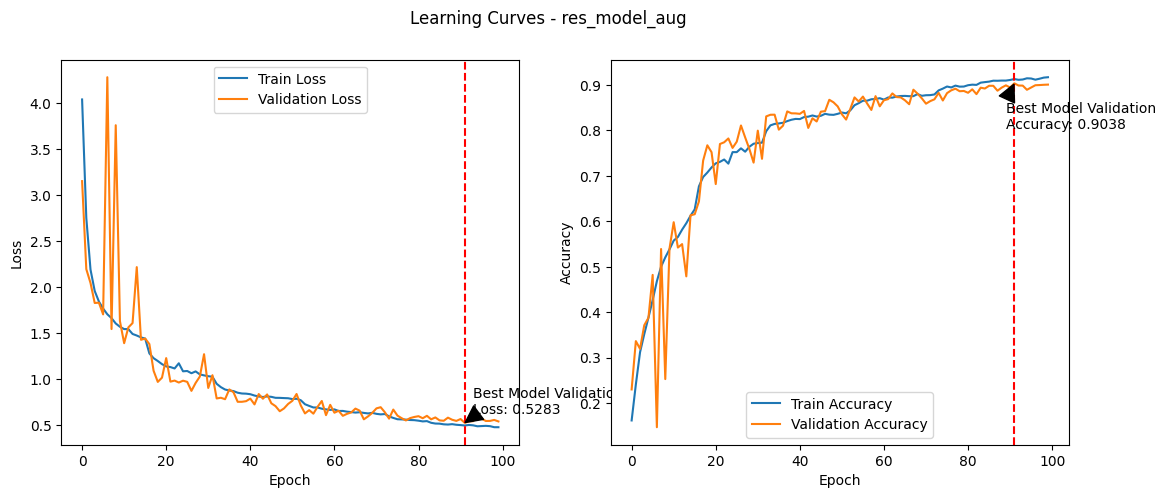 Learning Curves - res_model_aug
Train Loss
Validation Loss
4.0
3.5
3.0
2.5
2.0
1.5
1.0
0.5
Loss
Best Model Validatio
oss: 0.5283
0
20
40
60
80
100
Epoch
Train Accuracy
Validation Accuracy
0.9
0.8
0.7
0.6
0.5
0.4
0.3
0.2
Accuracy
Best Model Validation
Accuracy: 0.9038
0
20
40
60
80
100
Epoch